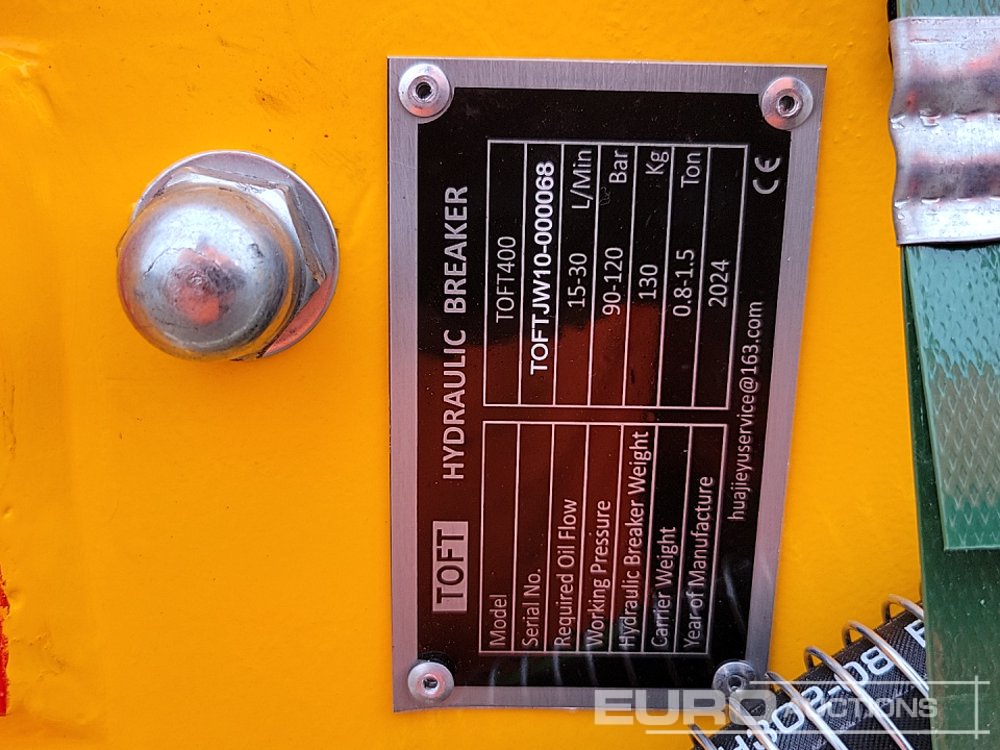 TOFT HYDRAULIC BREAKER
Model TOFT400
Serial No. TOFTJW10-000068
Required Oil Flow 15-30 L/Min
Working Pressure 90-120 Bar
Hydraulic Breaker Weight 130 Kg
Carrier Weight 0.8-1.5 Ton
Year of Manufacture 2024
huajieyuservice@163.com CE
EURO AUCTIONS